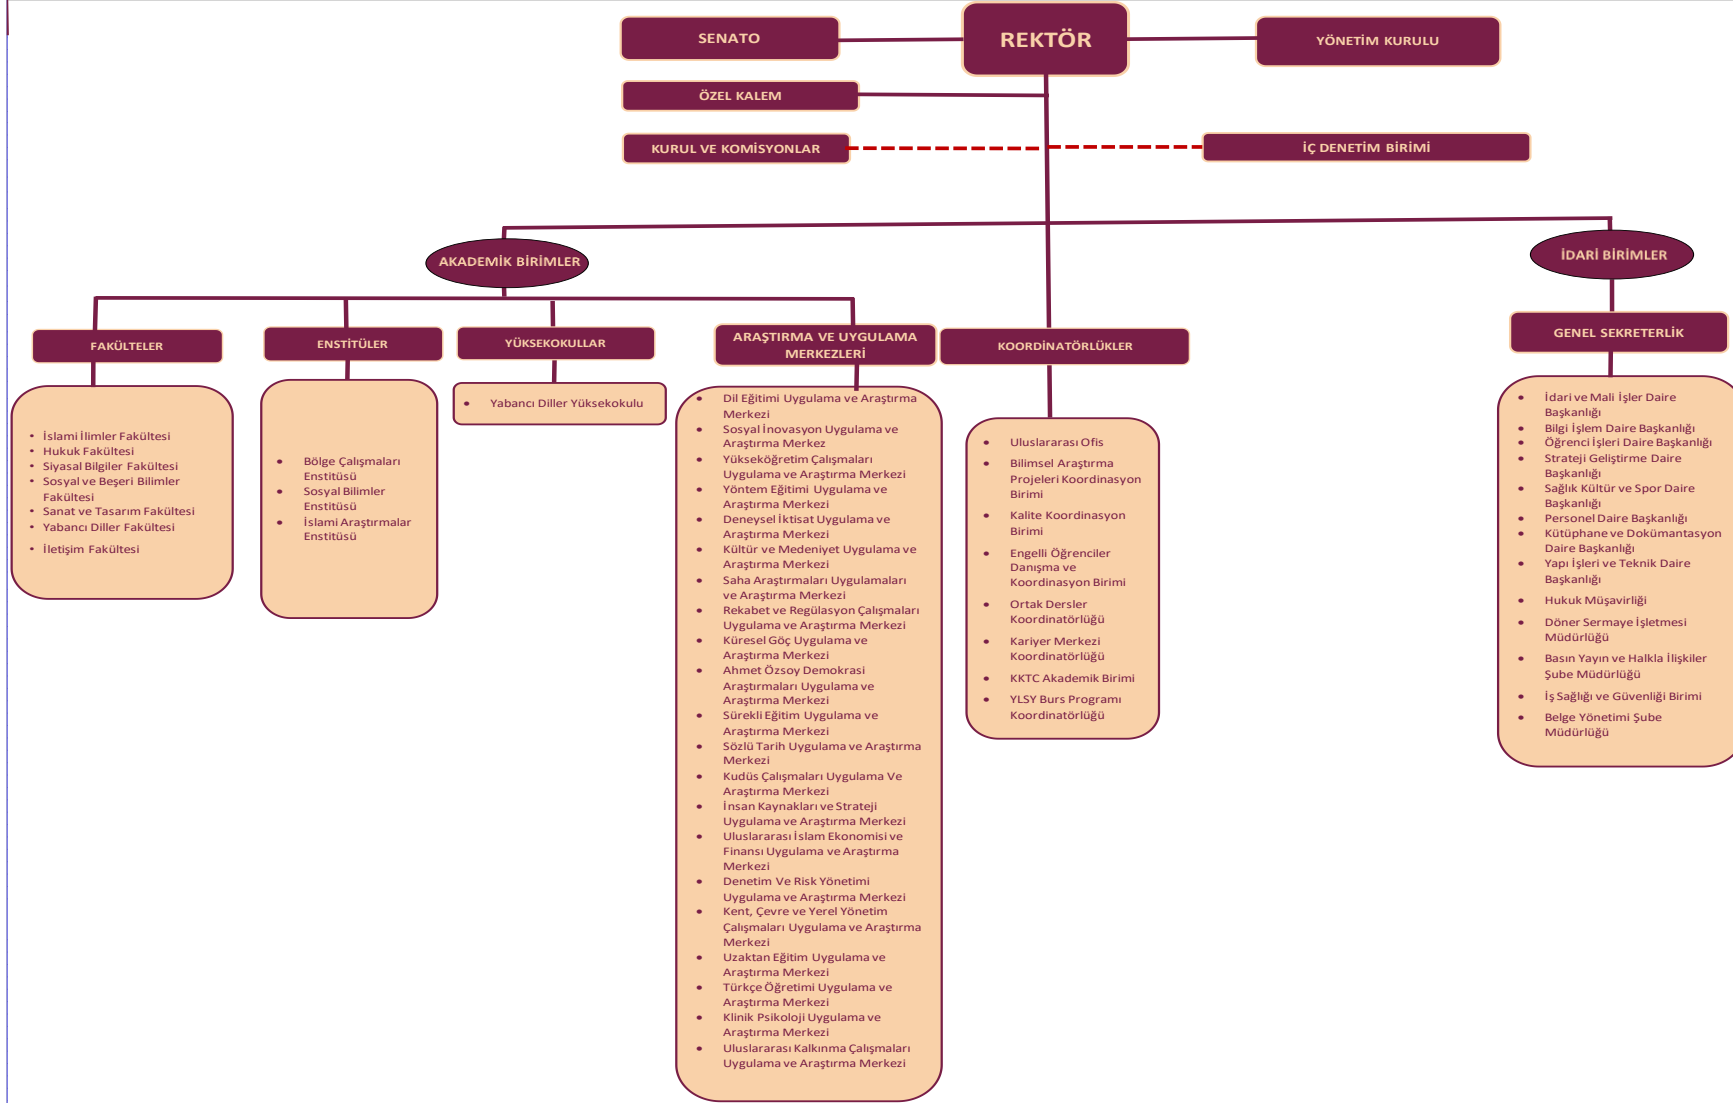 SENATO
REKTÖR
YÖNETİM KURULU
ÖZEL KALEM
KURUL VE KOMİSYONLAR
İÇ DENETİM BİRİMİ
AKADEMİK BİRİMLER
İDARİ BİRİMLER
FAKÜLTELER
İslami İlimler Fakültesi
Hukuk Fakültesi
Siyasal Bilgiler Fakültesi
Sosyal ve Beşeri Bilimler
Fakültesi
Sanat ve Tasarım Fakültesi
Yabancı Diller Fakültesi
İletişim Fakültesi
ENSTİTÜLER
Bölge Çalışmaları
Enstitüsü
Sosyal Bilimler
Enstitüsü
İslami Araştırmalar
Enstitüsü
YÜKSEKOKULLAR
Yabancı Diller Yüksekokulu
ARAŞTIRMA VE UYGULAMA
MERKEZLERİ
Dil Eğitimi Uygulama ve Araştırma
Merkezi
Sosyal İnovasyon Uygulama ve
Araştırma Merkez
Yükseköğretim Çalışmaları
Uygulama ve Araştırma Merkezi
Yöntem Eğitimi Uygulama ve
Araştırma Merkezi
Deneysel İktisat Uygulama ve
Araştırma Merkezi
Kültür ve Medeniyet Uygulama ve
Araştırma Merkezi
Saha Araştırmaları Uygulamaları
ve Araştırma Merkezi
Rekabet ve Regülasyon Çalışmaları
Uygulama ve Araştırma Merkezi
Küresel Göç Uygulama ve
Araştırma Merkezi
Ahmet Özsoy Demokrasi
Araştırmaları Uygulama ve
Araştırma Merkezi
Sürekli Eğitim Uygulama ve
Araştırma Merkezi
Sözlü Tarih Uygulama ve Araştırma
Merkezi
Kudüs Çalışmaları Uygulama Ve
Araştırma Merkezi
İnsan Kaynakları ve Strateji
Uygulama ve Araştırma Merkezi
Uluslararası İslam Ekonomisi ve
Finansı Uygulama ve Araştırma
Merkezi
Denetim Ve Risk Yönetimi
Uygulama ve Araştırma Merkezi
Kent, Çevre ve Yerel Yönetim
Çalışmaları Uygulama ve Araştırma
Merkezi
Uzaktan Eğitim Uygulama ve
Araştırma Merkezi
Türkçe Öğretimi Uygulama ve
Araştırma Merkezi
Klinik Psikoloji Uygulama ve
Araştırma Merkezi
Uluslararası Kalkınma Çalışmaları
Uygulama ve Araştırma Merkezi
KOORDİNATÖRLÜKLER
Uluslararası Ofis
Bilimsel Araştırma
Projeleri Koordinasyon
Birimi
Kalite Koordinasyon
Birimi
Engelli Öğrenciler
Danışma ve
Koordinasyon Birimi
Ortak Dersler
Koordinatörlüğü
Kariyer Merkezi
Koordinatörlüğü
KKTC Akademik Birimi
YLSY Burs Programı
Koordinatörlüğü
GENEL SEKRETERLİK
İdari ve Mali İşler Daire
Başkanlığı
Bilgi İşlem Daire Başkanlığı
Öğrenci İşleri Daire Başkanlığı
Strateji Geliştirme Daire
Başkanlığı
Sağlık Kültür ve Spor Daire
Başkanlığı
Personel Daire Başkanlığı
Kütüphane ve Dokümantasyon
Daire Başkanlığı
Yapı İşleri ve Teknik Daire
Başkanlığı
Hukuk Müşavirliği
Döner Sermaye İşletmesi
Müdürlüğü
Basın Yayın ve Halkla İlişkiler
Şube Müdürlüğü
İş Sağlığı ve Güvenliği Birimi
Belge Yönetimi Şube
Müdürlüğü